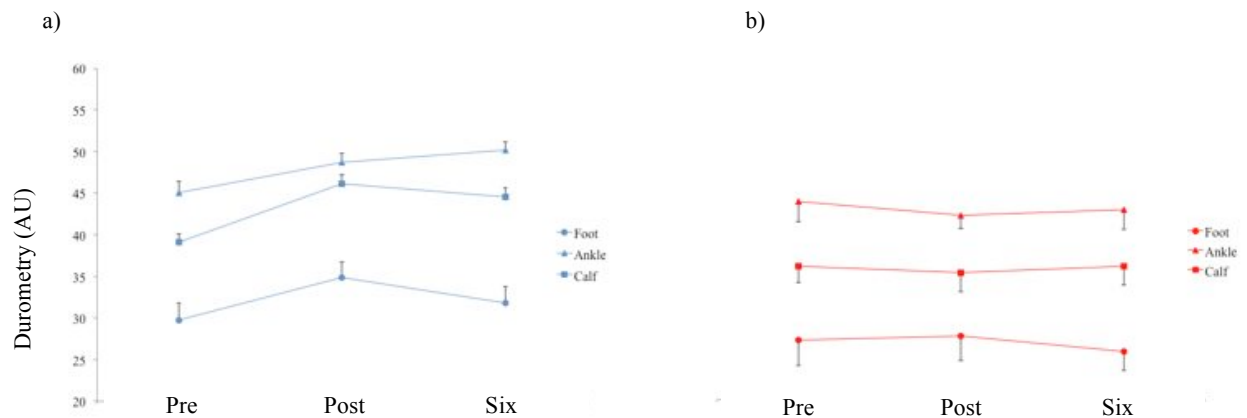 a)
b)
Durometry (AU)
60
55
50
45
40
35
30
25
20
Pre
Post
Six
Foot
Ankle
Calf
Pre
Post
Six
Foot
Ankle
Calf